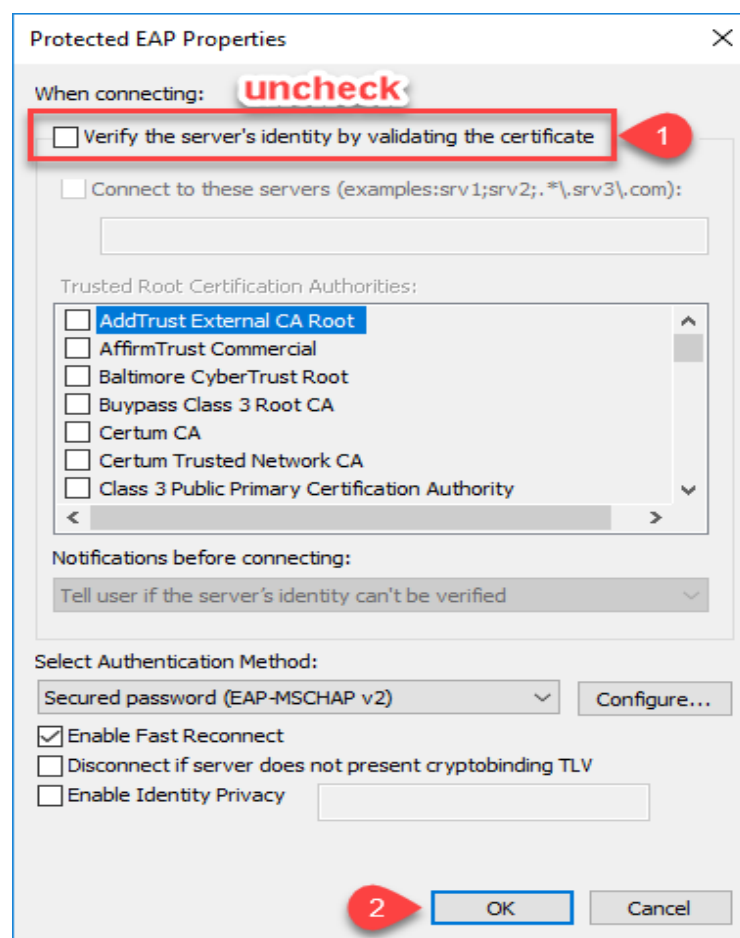 Protected EAP Properties
When connecting:
uncheck
Verify the server's identity by validating the certificate
1
Connect to these servers (examples:srv1;srv2;.*\.srv3\.com):
Trusted Root Certification Authorities:
AddTrust External CA Root
AffirmTrust Commercial
Baltimore CyberTrust Root
Buypass Class 3 Root CA
Certum CA
Certum Trusted Network CA
Class 3 Public Primary Certification Authority
Notifications before connecting:
Tell user if the server's identity can't be verified
Select Authentication Method:
Secured password (EAP-MSCHAP v2)
Configure...
Enable Fast Reconnect
Disconnect if server does not present cryptobinding TLV
Enable Identity Privacy
2
OK
Cancel